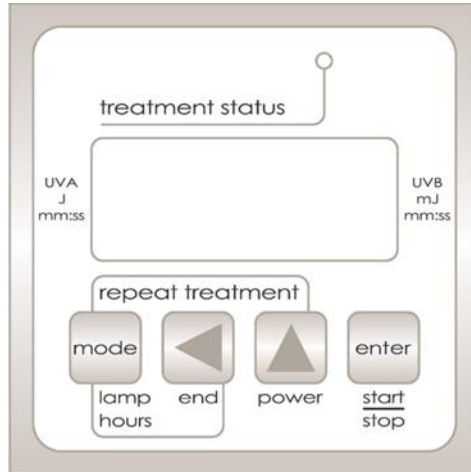 treatment status
UVA
J
mm:ss
UVB
mJ
mm:ss
repeat treatment
mode
enter
lamp
hours
end
power
start
stop